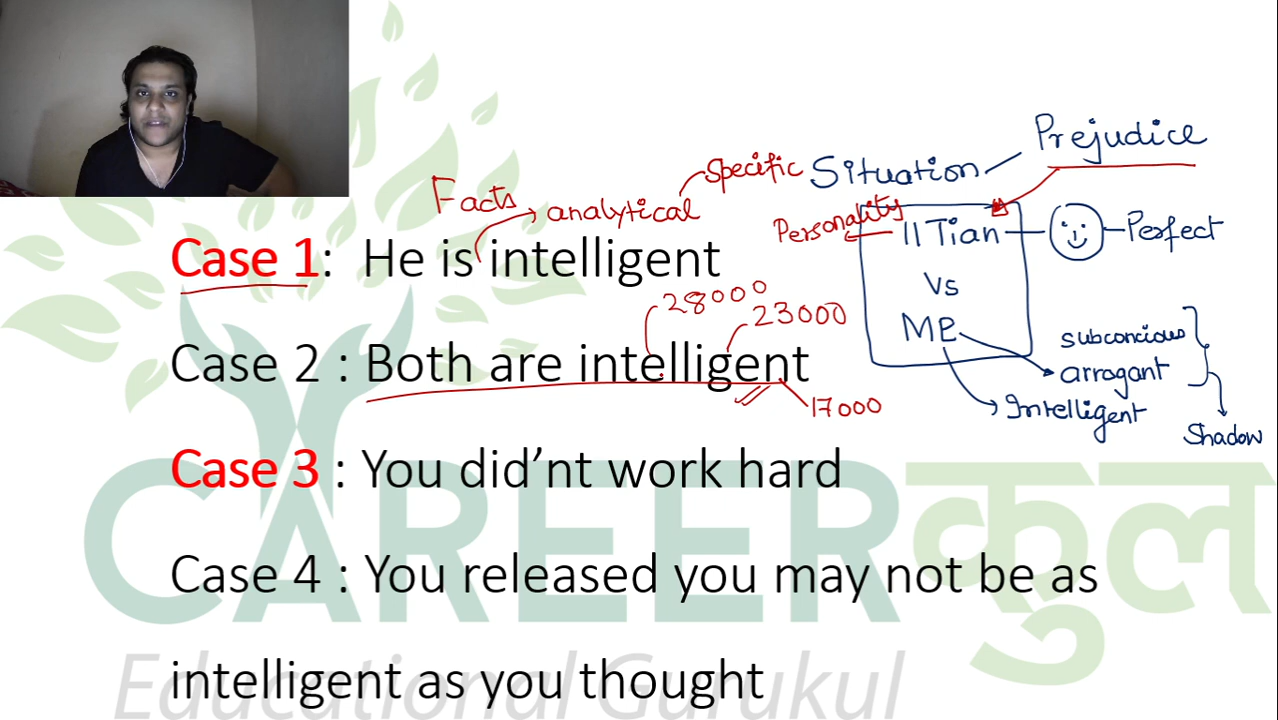 Prejudice
Specific Situation
Facts analytical
Personality IITian Perfect
Case 1: He is intelligent
Vs
28000
23000
ME
subconcious
Case 2 : Both are intelligent
arrogant
17000
Intelligent
Shadow
Case 3 : You did’nt work hard
CAREERकुल
Case 4 : You released you may not be as
intelligent as you thought
Educational Gurukul